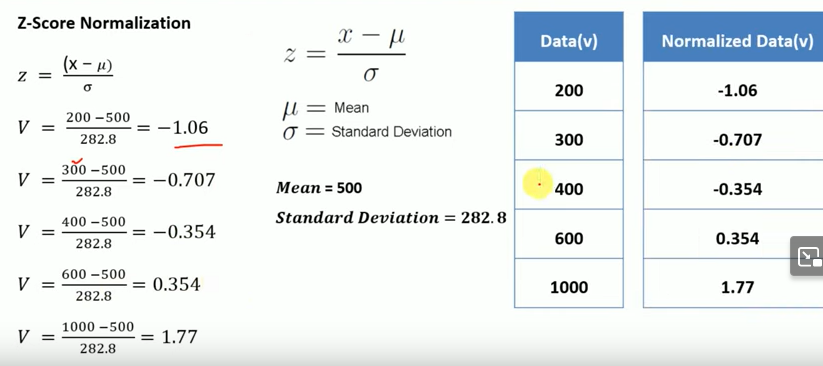 Z-Score Normalization
z = (x − μ) / σ
V = 200 −500 / 282.8 = −1.06
V = 300 −500 / 282.8 = −0.707
V = 400 −500 / 282.8 = −0.354
V = 600 −500 / 282.8 = 0.354
V = 1000 −500 / 282.8 = 1.77
z = x − μ / σ
μ = Mean
σ = Standard Deviation
Mean = 500
Standard Deviation = 282.8
Data(v) Normalized Data(v)
200 -1.06
300 -0.707
400 -0.354
600 0.354
1000 1.77